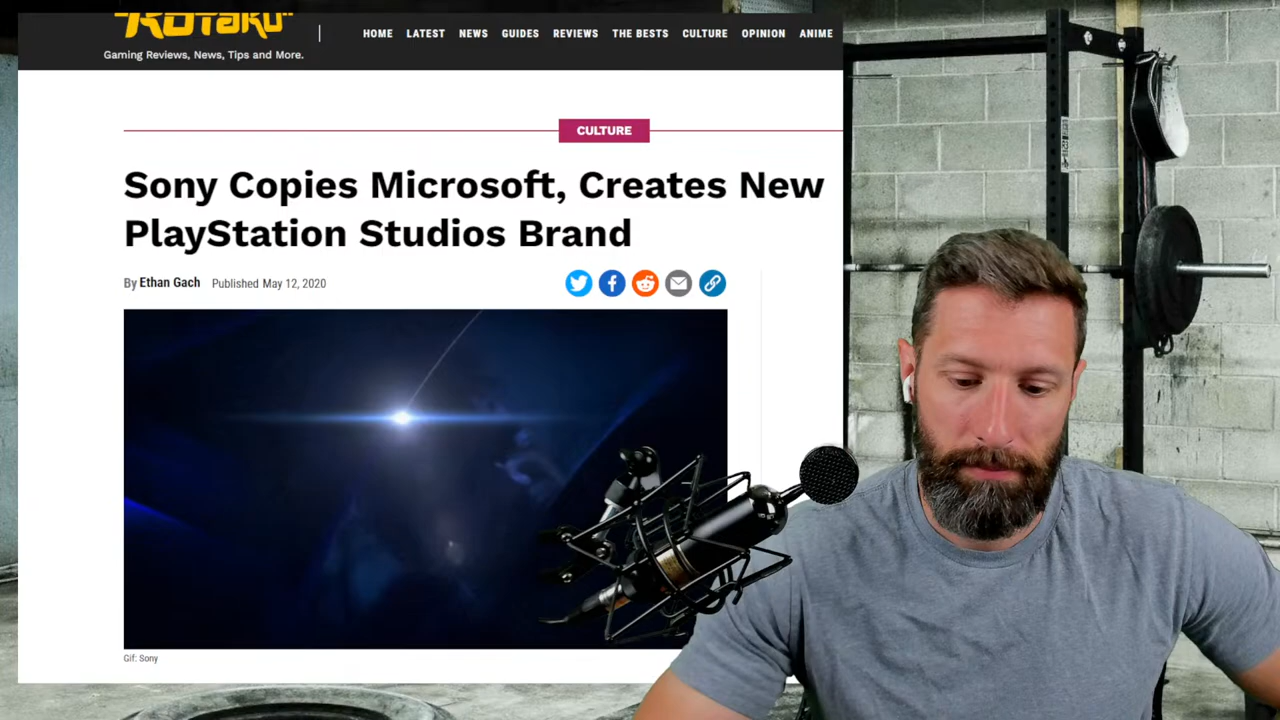 KOTAKU
Gaming Reviews, News, Tips and More.
HOME LATEST NEWS GUIDES REVIEWS THE BESTS CULTURE OPINION ANIME
CULTURE
Sony Copies Microsoft, Creates New
PlayStation Studios Brand
By Ethan Gach Published May 12, 2020
Gif: Sony